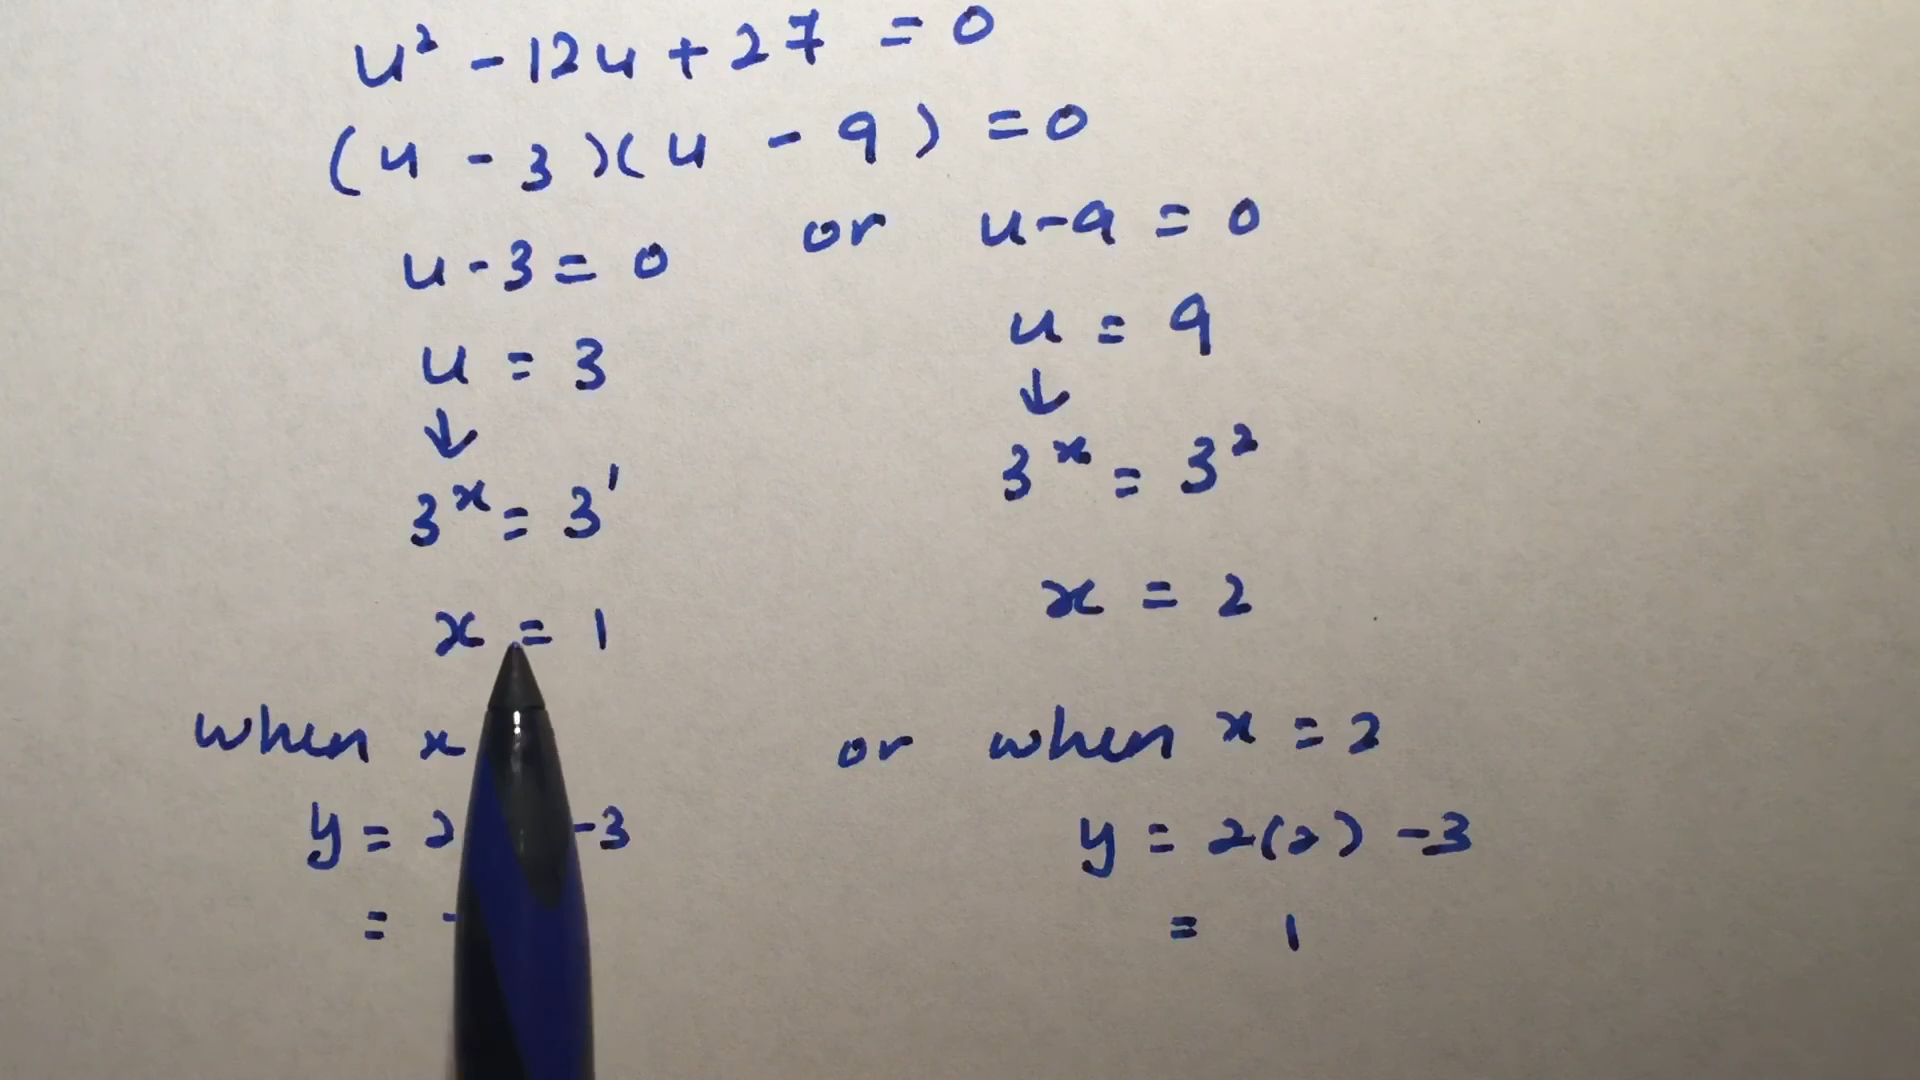 u² - 12u + 27 = 0
(u - 3)(u - 9) = 0
u - 3 = 0 or u - 9 = 0
u = 3 u = 9
↓ ↓
3ˣ = 3¹ 3ˣ = 3²
x = 1 x = 2
when x or when x = 2
y = 2 -3 y = 2(2) - 3
= - = 1